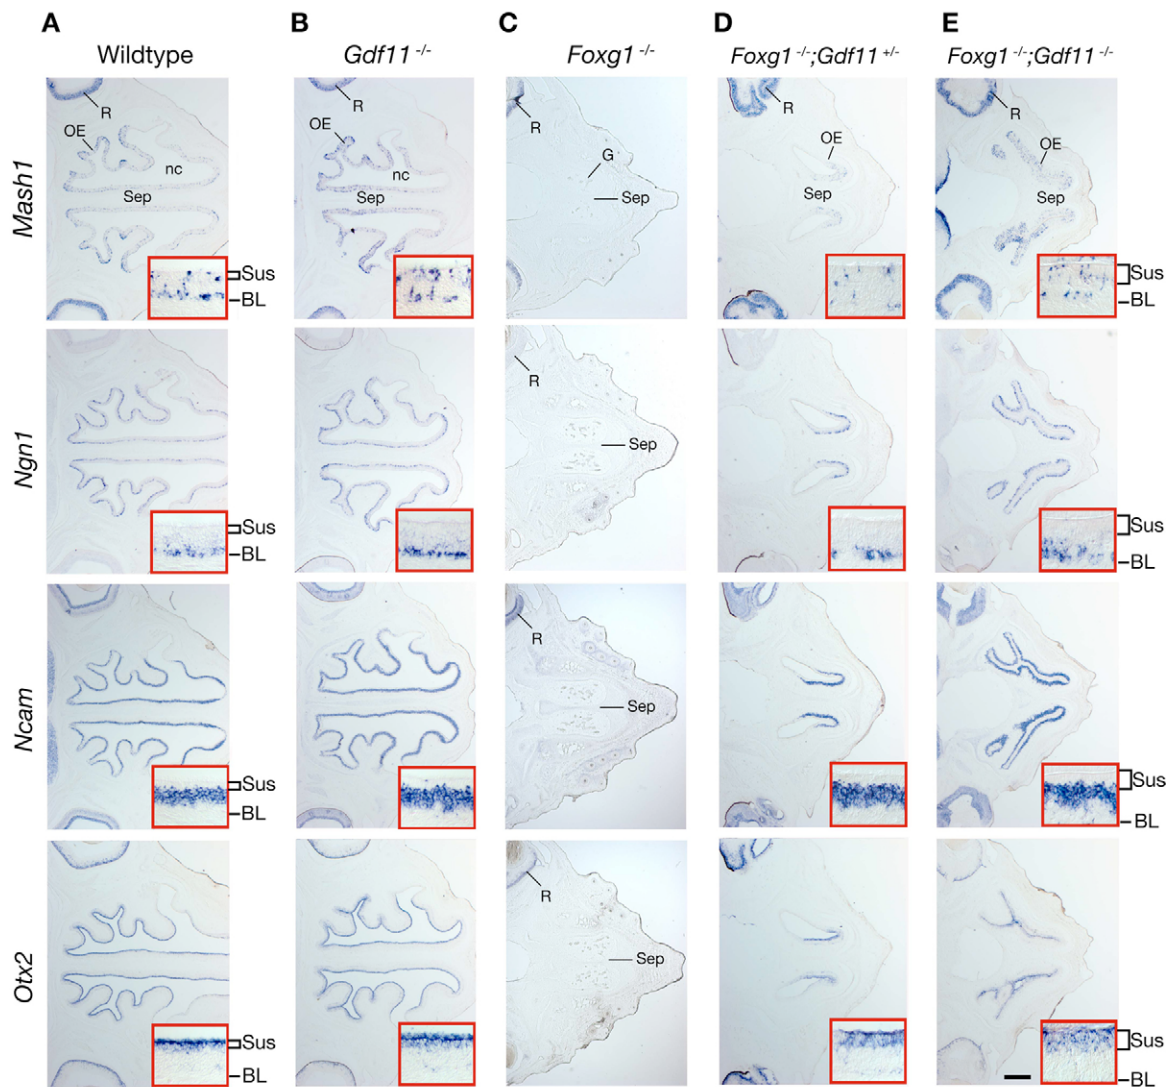 A B C D E
Wildtype Gdf11 -/- Foxg1 -/- Foxg1 -/-;Gdf11 +/- Foxg1 -/-;Gdf11 -/-
Mash1
R R R R R
OE OE G OE OE
nc nc
Sep Sep Sep Sep Sep
Sus Sus
BL BL
Ngn1
R
Sep
Sus Sus
BL BL
Ncam
R
Sep
Sus Sus
BL BL
Otx2
R
Sep
Sus Sus
BL BL